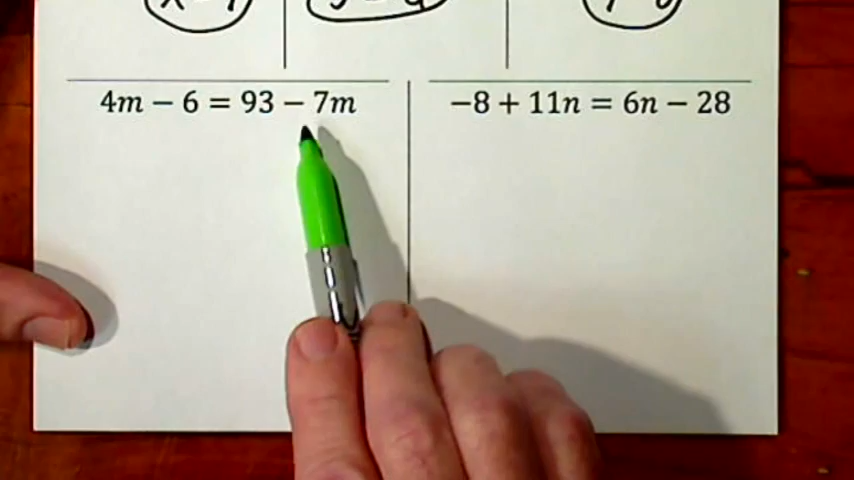 4m − 6 = 93 − 7m
−8 + 11n = 6n − 28